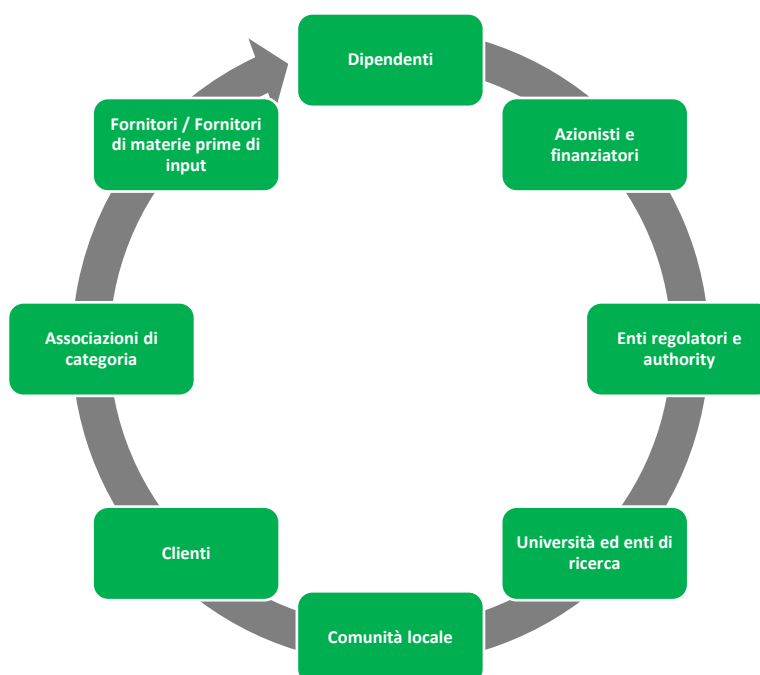 Dipendenti
Azionisti e
finanziatori
Enti regolatori e
authority
Università ed enti di
ricerca
Comunità locale
Clienti
Associazioni di
categoria
Fornitori / Fornitori
di materie prime di
input